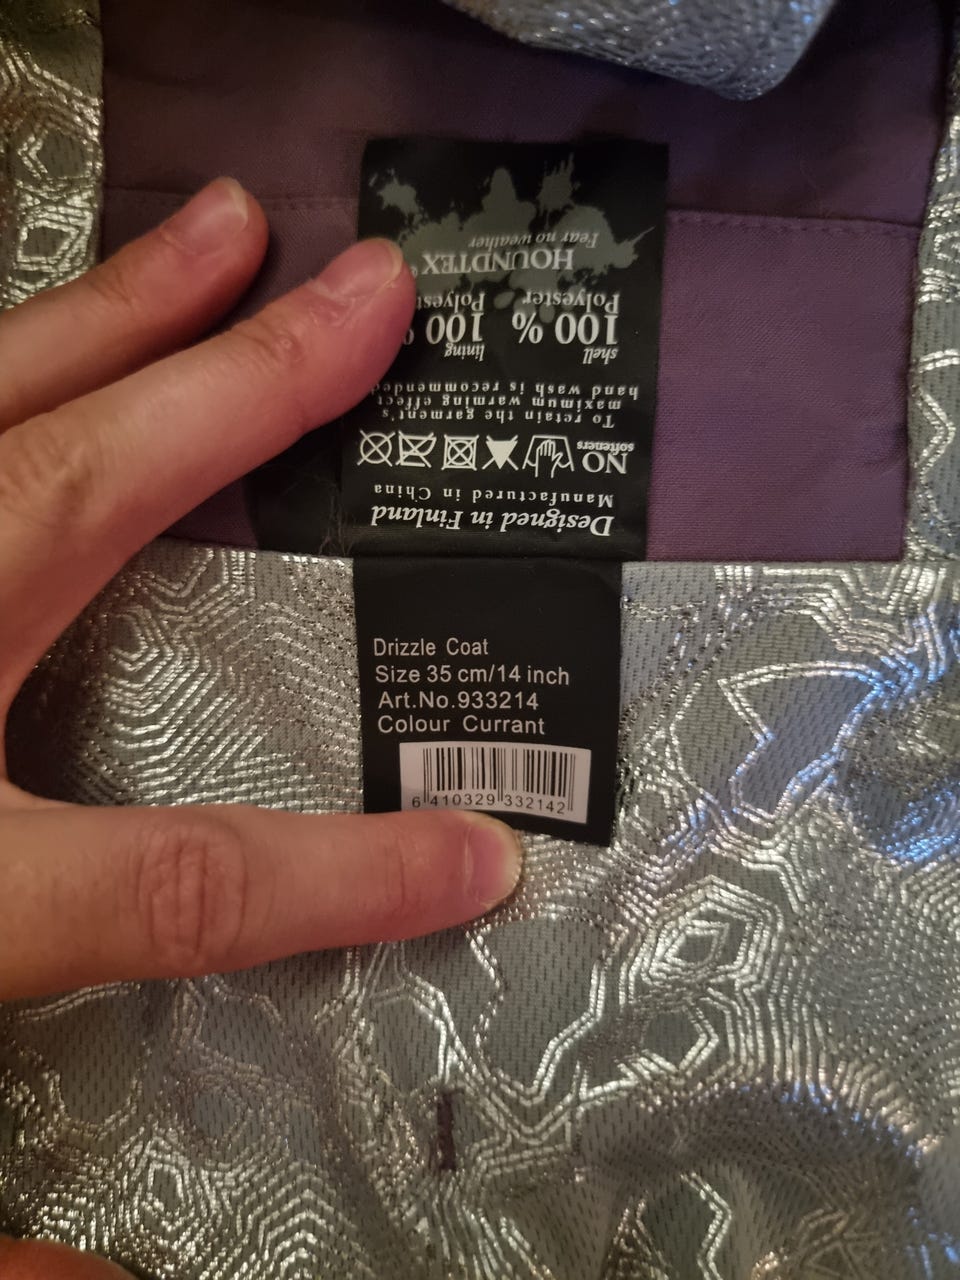 Designed in Finland
Manufactured in China
NO
softeners
To retain the garment's
maximum warming effect
hand wash is recommended
shell lining
100 % 100
Polyester Polyest
HOUNDTEX®
Fear no weather
Drizzle Coat
Size 35 cm/14 inch
Art.No.933214
Colour Currant
6 410329 332142